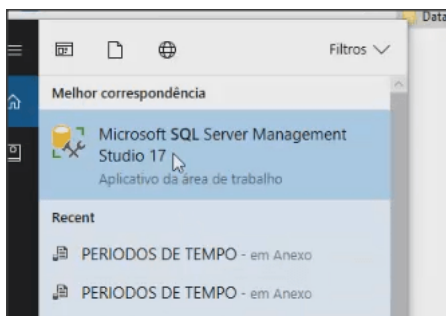 Data
Filtros
Melhor correspondência
Microsoft SQL Server Management
Studio 17
Aplicativo da área de trabalho
Recent
PERIODOS DE TEMPO - em Anexo
PERIODOS DE TEMPO - em Anexo